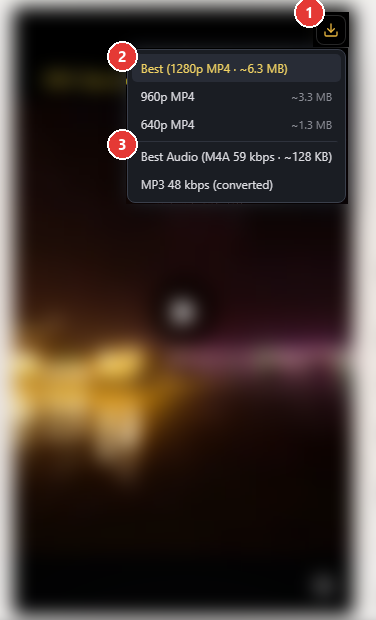 1
2
Best (1280p MP4 · ~6.3 MB)
960p MP4 ~3.3 MB
640p MP4 ~1.3 MB
3
Best Audio (M4A 59 kbps · ~128 KB)
MP3 48 kbps (converted)